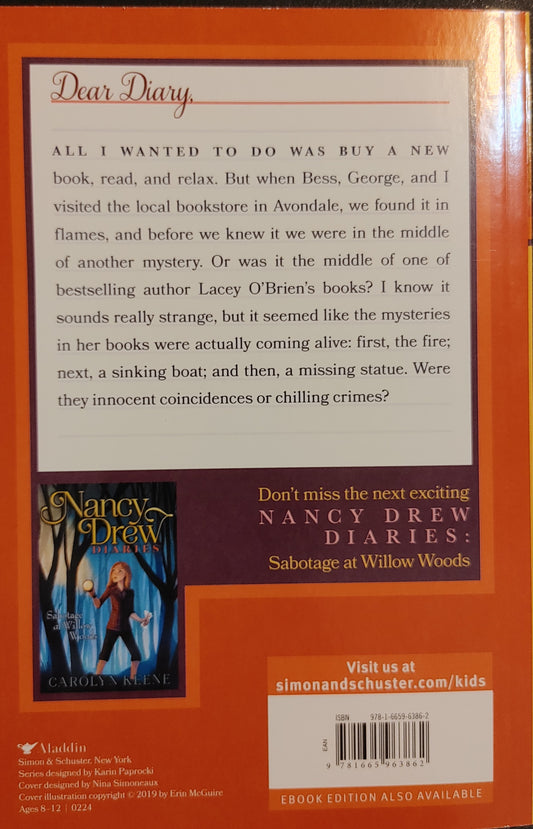 Dear Diary,
ALL I WANTED TO DO WAS BUY A NEW
book, read, and relax. But when Bess, George, and I
visited the local bookstore in Avondale, we found it in
flames, and before we knew it we were in the middle
of another mystery. Or was it the middle of one of
bestselling author Lacey O'Brien's books? I know it
sounds really strange, but it seemed like the mysteries
in her books were actually coming alive: first, the fire;
next, a sinking boat; and then, a missing statue. Were
they innocent coincidences or chilling crimes?
Nancy
Drew
DIARIES
Sabotage
at Willow
Woods
CAROLYN KEENE
Don't miss the next exciting
NANCY DREW
DIARIES:
Sabotage at Willow Woods
Visit us at
simonandschuster.com/kids
ISBN 978-1-6659-6386-2
EAN
9 781665 963862
EBOOK EDITION ALSO AVAILABLE
Aladdin
Simon & Schuster, New York
Series designed by Karin Paprocki
Cover designed by Nina Simoneaux
Cover illustration copyright © 2019 by Erin McGuire
Ages 8–12 | 0224